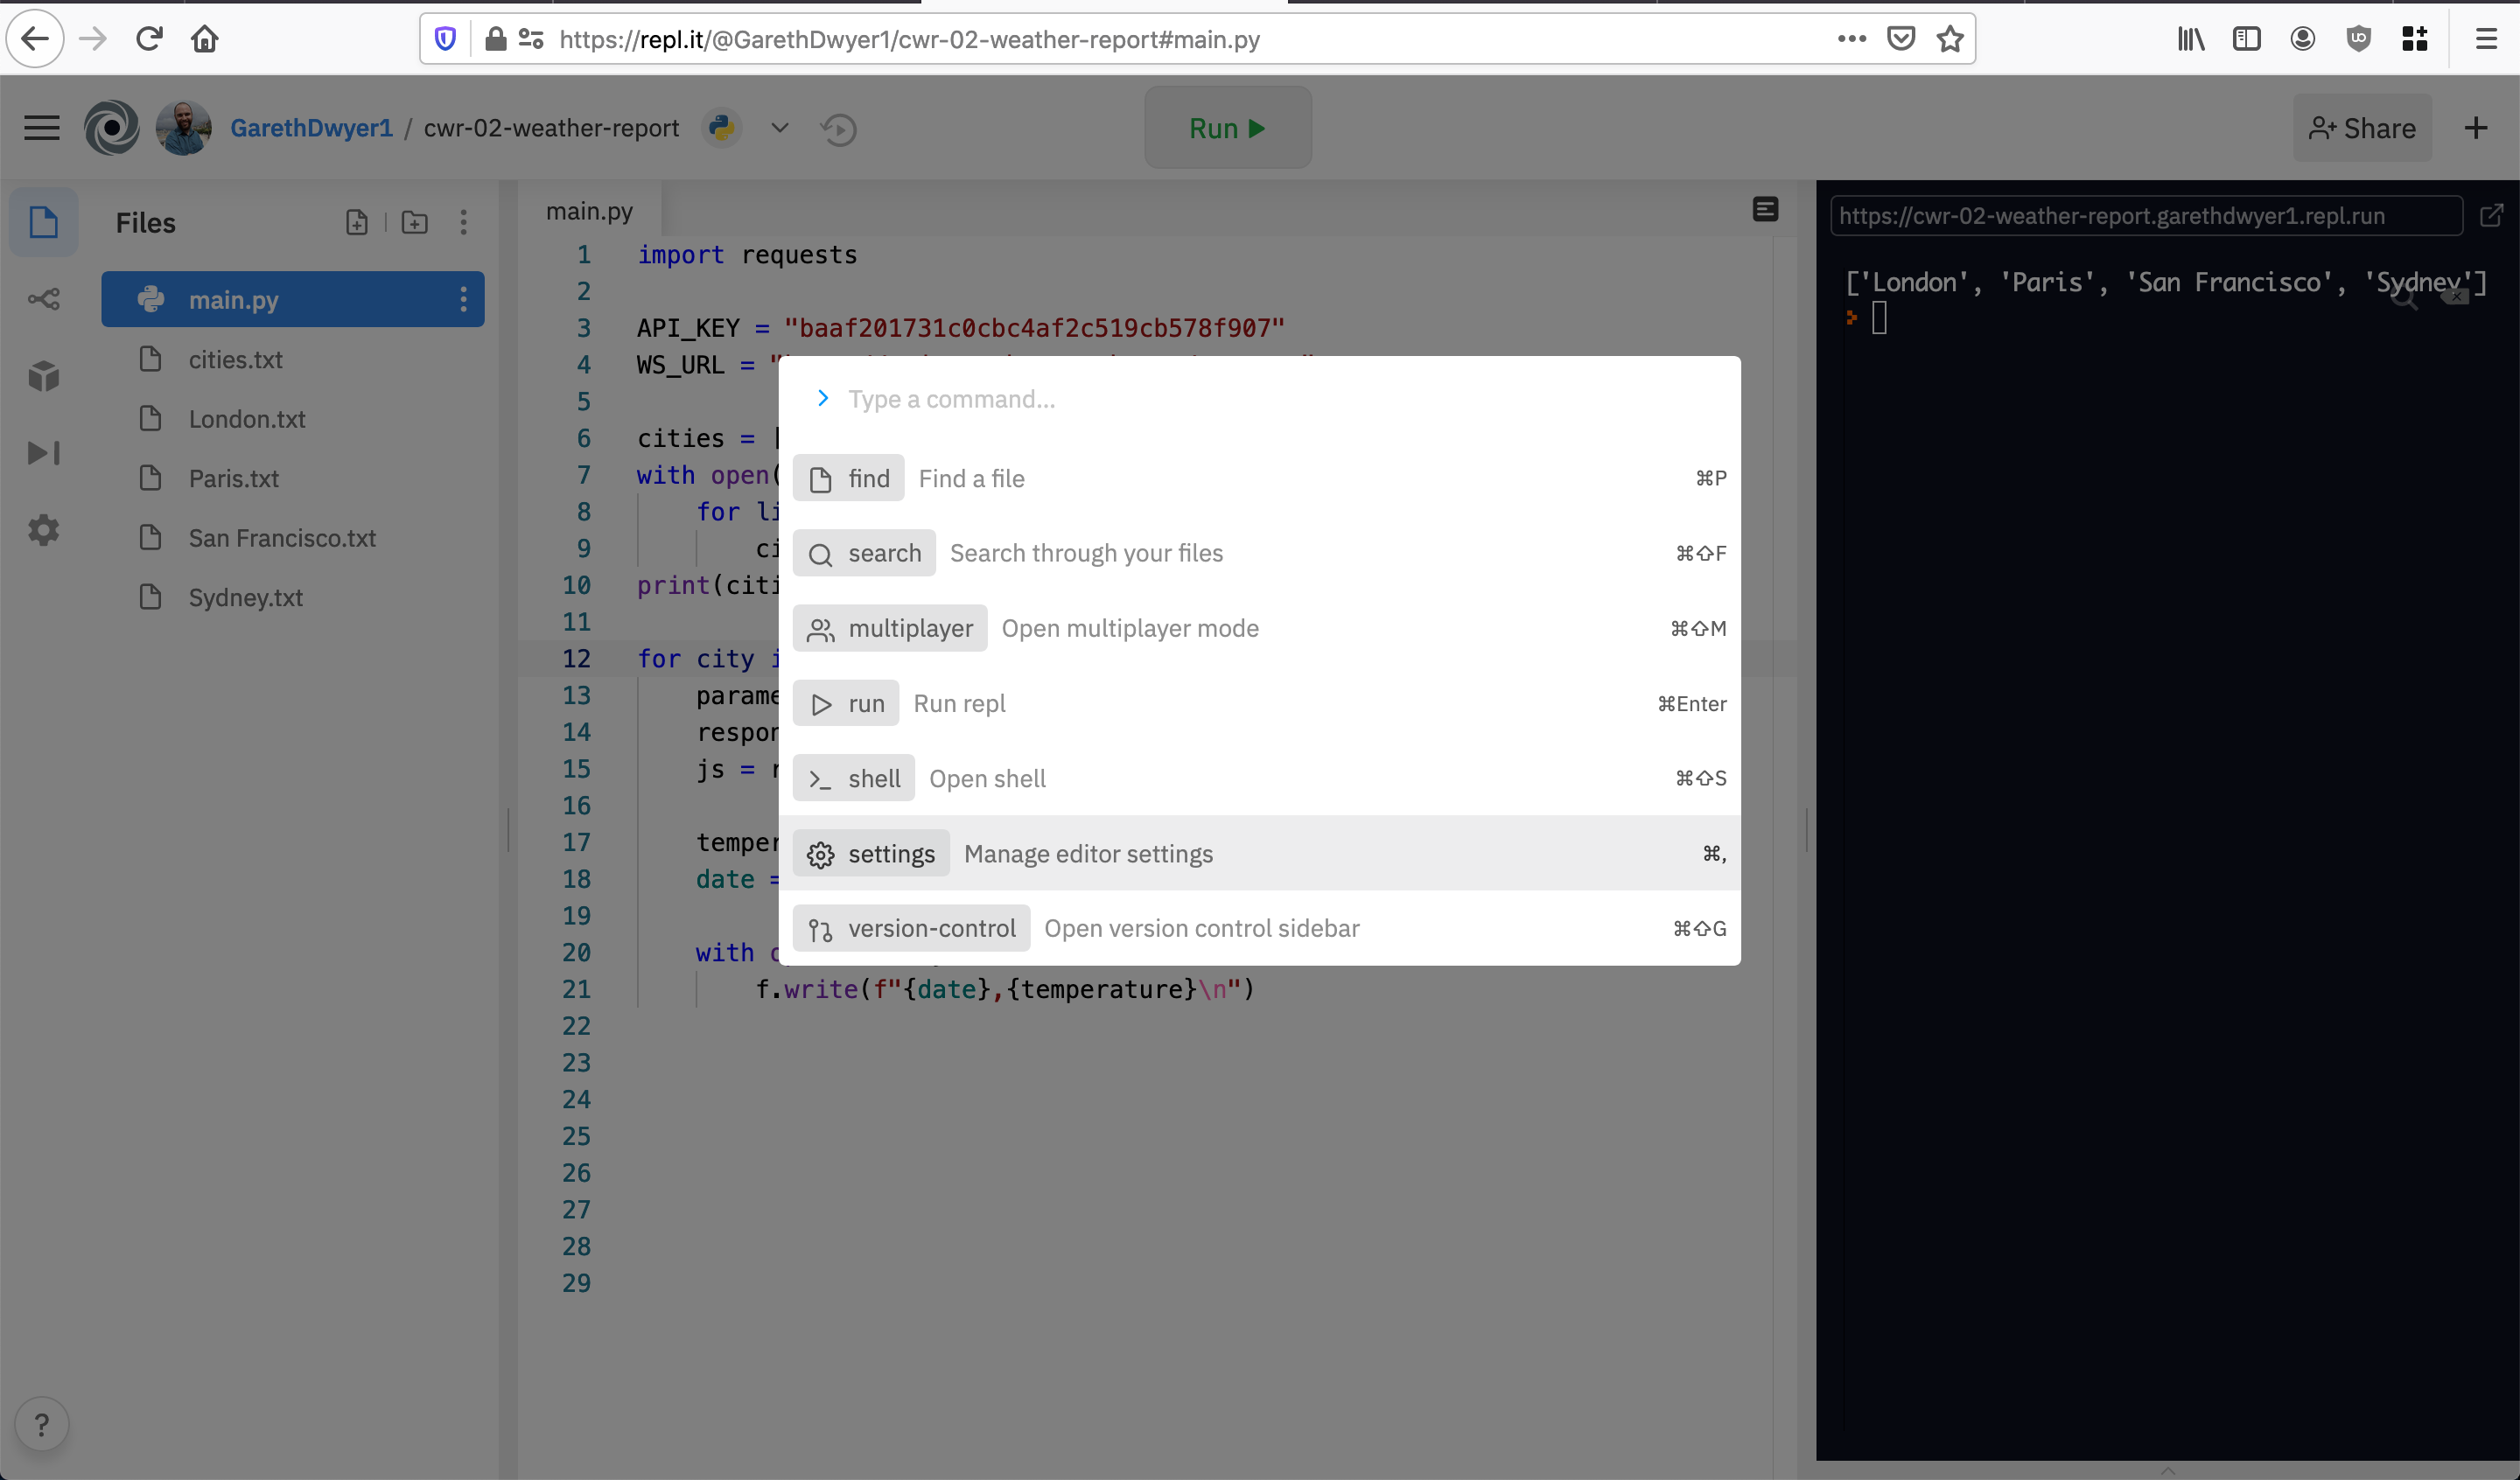 https://repl.it/@GarethDwyer1/cwr-02-weather-report#main.py
GarethDwyer1 / cwr-02-weather-report
Run
Share
Files
main.py
cities.txt
London.txt
Paris.txt
San Francisco.txt
Sydney.txt
main.py
1 import requests
2
3 API_KEY = "baaf201731c0cbc4af2c519cb578f907"
4 WS_URL = "
5
6 cities = [
7 with open(
8 for li
9 ci
10 print(citi
11
12 for city i
13 parame
14 respon
15 js = r
16
17 temper
18 date =
19
20 with
21 f.write(f"{date},{temperature}\n")
22
23
24
25
26
27
28
29
Type a command...
find Find a file ⌘P
search Search through your files ⌘⇧F
multiplayer Open multiplayer mode ⌘⇧M
run Run repl ⌘Enter
shell Open shell ⌘⇧S
settings Manage editor settings ⌘,
version-control Open version control sidebar ⌘⇧G
https://cwr-02-weather-report.garethdwyer1.repl.run
['London', 'Paris', 'San Francisco', 'Sydney']
?